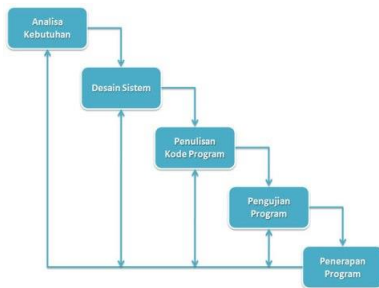 Analisa
Kebutuhan
Desain Sistem
Penulisan
Kode Program
Pengujian
Program
Penerapan
Program